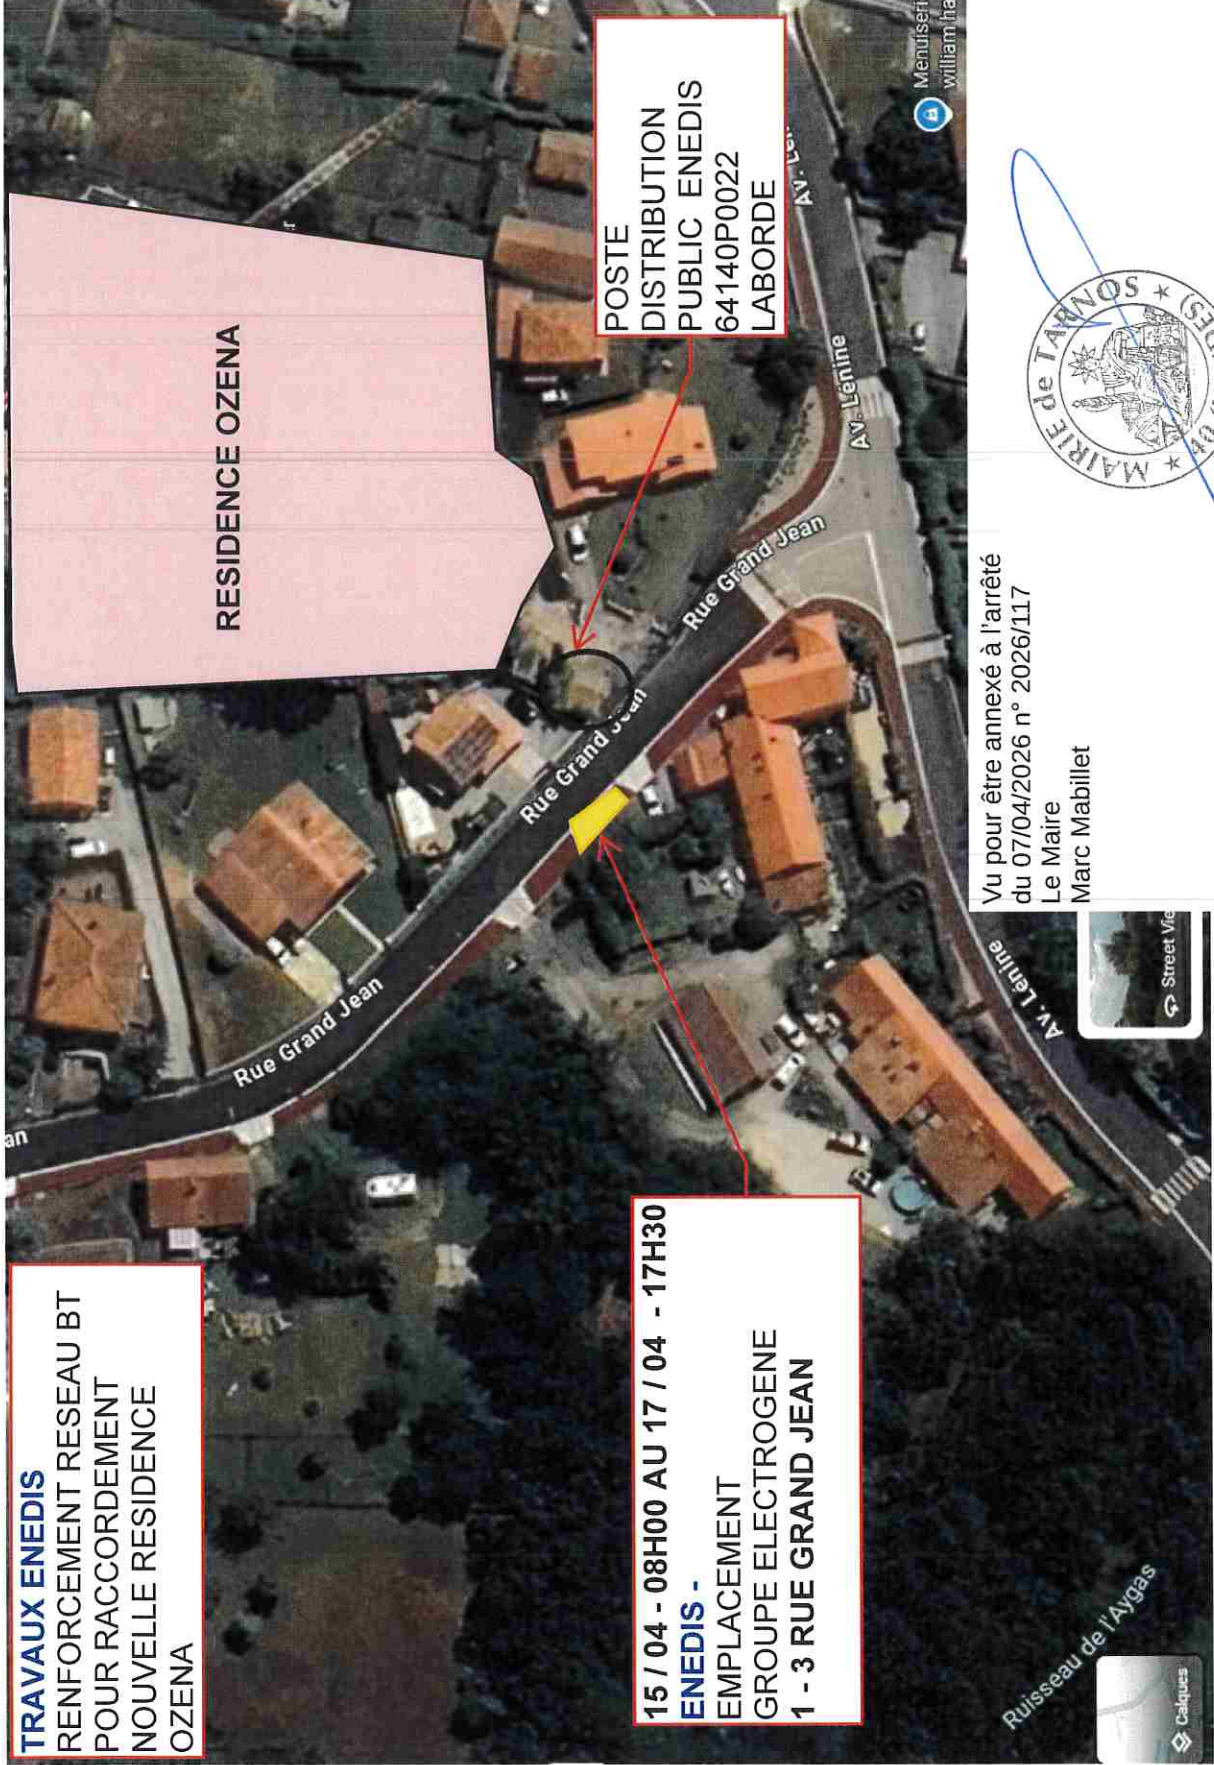 TRAVAUX ENEDIS
RENFORCEMENT RESEAU BT
POUR RACCORDEMENT
NOUVELLE RESIDENCE
OZENA
RESIDENCE OZENA
POSTE
DISTRIBUTION
PUBLIC ENEDIS
64140P0022
LABORDE
15 / 04 - 08H00 AU 17 / 04 - 17H30
ENEDIS -
EMPLACEMENT
GROUPE ELECTROGENE
1 - 3 RUE GRAND JEAN
an
Rue Grand Jean
Rue Grand Jean
Rue Grand Jean
Av. Lénine
Av. Lénine
Menuiseri
william ha
Ruisseau de l'Aygas
Calques
Street Vie
Vu pour être annexé à l'arrêté
du 07/04/2026 n° 2026/117
Le Maire
Marc Mabillet
MAIRIE de TARNOS